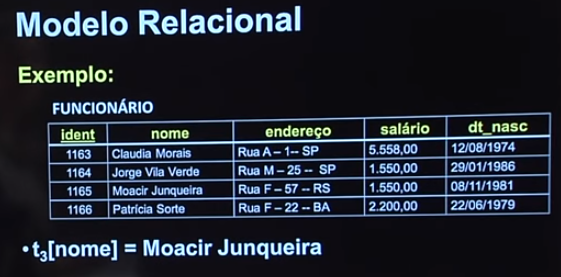 Modelo Relacional
Exemplo:
FUNCIONÁRIO
ident nome endereço salário dt_nasc
1163 Claudia Morais Rua A – 1-- SP 5.558,00 12/08/1974
1164 Jorge Vila Verde Rua M – 25 -- SP 1.550,00 29/01/1986
1165 Moacir Junqueira Rua F – 57 -- RS 1.550,00 08/11/1981
1166 Patrícia Sorte Rua F – 22 -- BA 2.200,00 22/06/1979
•t₃[nome] = Moacir Junqueira